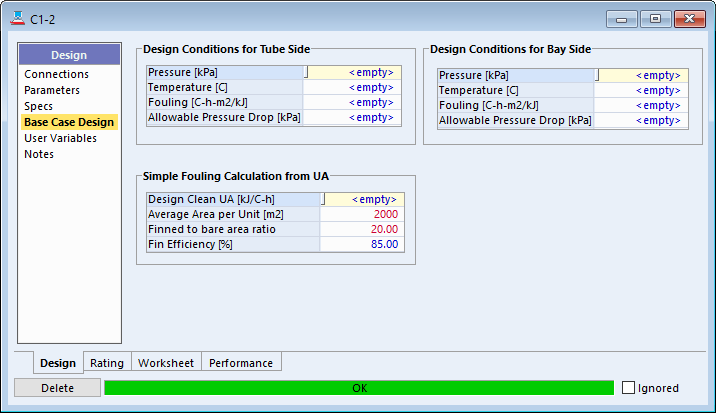 C1-2
Design
Connections
Parameters
Specs
Base Case Design
User Variables
Notes
Design Conditions for Tube Side
Pressure [kPa] <empty>
Temperature [C] <empty>
Fouling [C-h-m2/kJ] <empty>
Allowable Pressure Drop [kPa] <empty>
Design Conditions for Bay Side
Pressure [kPa] <empty>
Temperature [C] <empty>
Fouling [C-h-m2/kJ] <empty>
Allowable Pressure Drop [kPa] <empty>
Simple Fouling Calculation from UA
Design Clean UA [kJ/C-h] <empty>
Average Area per Unit [m2] 2000
Finned to bare area ratio 20.00
Fin Efficiency [%] 85.00
Design Rating Worksheet Performance
Delete OK Ignored